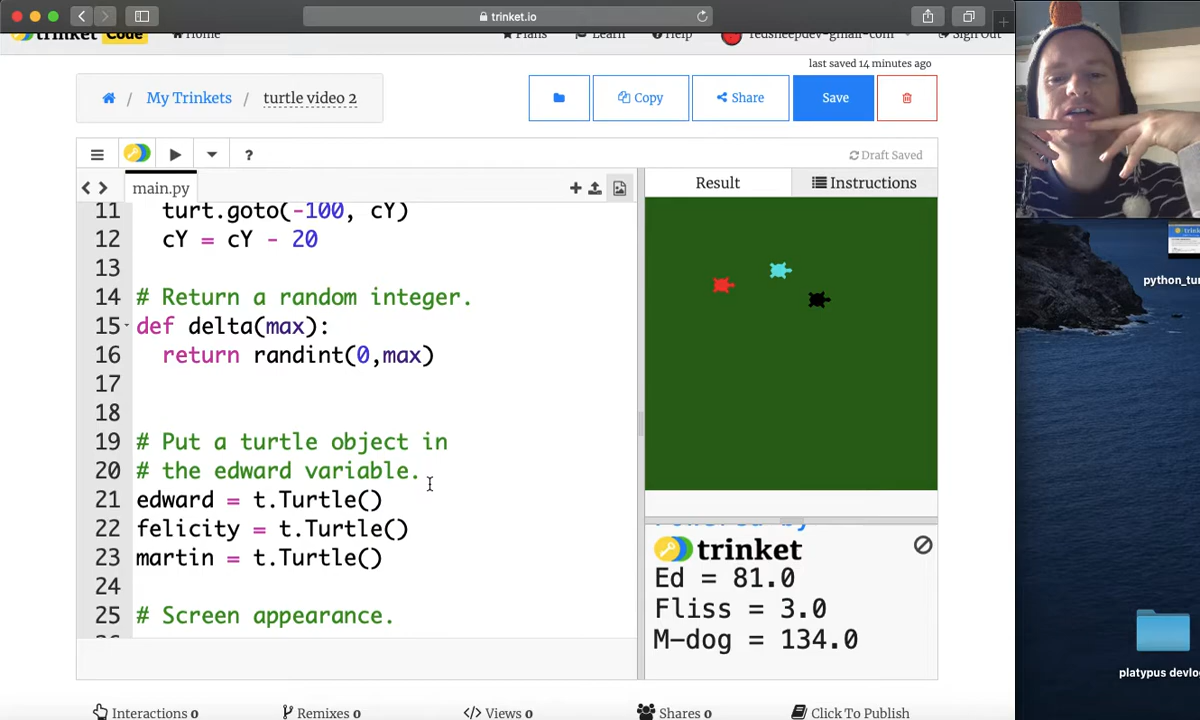 trinket.io
trinket Code Home
Plans Learn Help redsheepdev-gmail-com Sign Out
last saved 14 minutes ago
/ My Trinkets / turtle video 2
Copy Share Save
? Draft Saved
main.py
Result Instructions
11 turt.goto(-100, cY)
12 cY = cY - 20
13
14 # Return a random integer.
15 def delta(max):
16 return randint(0,max)
17
18
19 # Put a turtle object in
20 # the edward variable.
21 edward = t.Turtle()
22 felicity = t.Turtle()
23 martin = t.Turtle()
24
25 # Screen appearance.
Powered by
trinket
Ed = 81.0
Fliss = 3.0
M-dog = 134.0
Interactions 0 Remixes 0 Views 0 Shares 0 Click To Publish
python_tu
platypus devlo